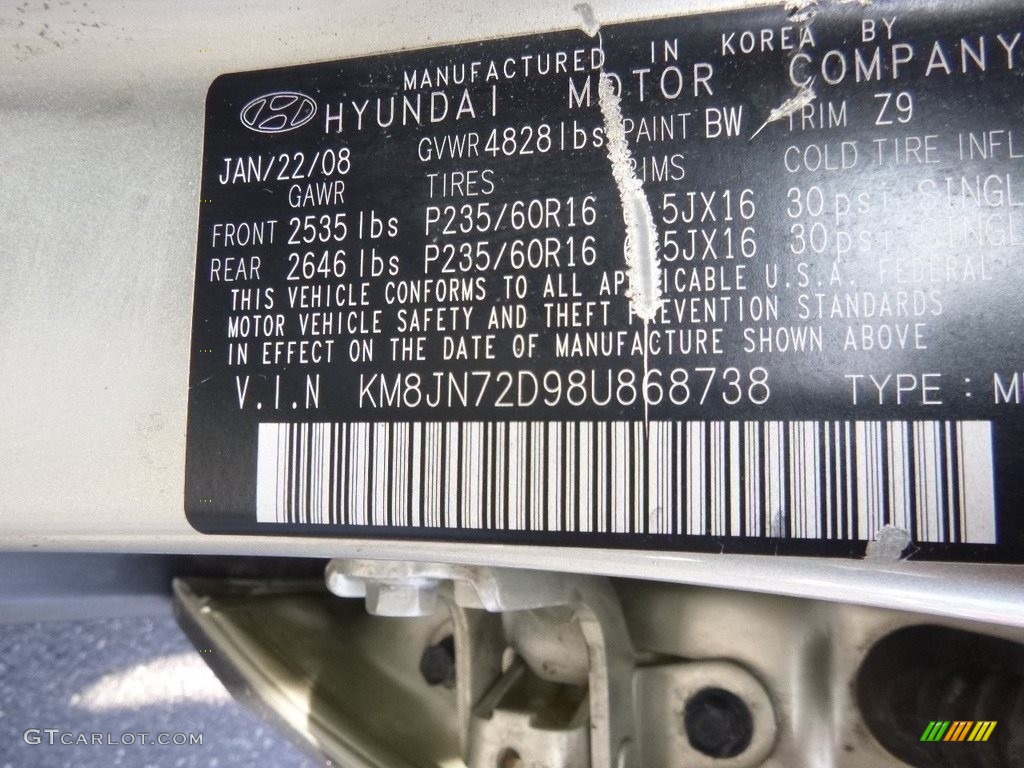 MANUFACTURED IN KOREA BY
HYUNDAI MOTOR COMPANY
JAN/22/08 GVWR 4828 lbs PAINT BW TRIM Z9
GAWR TIRES COLD TIRE INFL
FRONT 2535 lbs P235/60R16 5JX16 30 psi SINGL
REAR 2646 lbs P235/60R16 5JX16 30 psi SINGL
THIS VEHICLE CONFORMS TO ALL APPLICABLE U.S.A. FEDERAL
MOTOR VEHICLE SAFETY AND THEFT PREVENTION STANDARDS
IN EFFECT ON THE DATE OF MANUFACTURE SHOWN ABOVE
V.I.N KM8JN72D98U868738 TYPE : M
GTCARLOT.COM